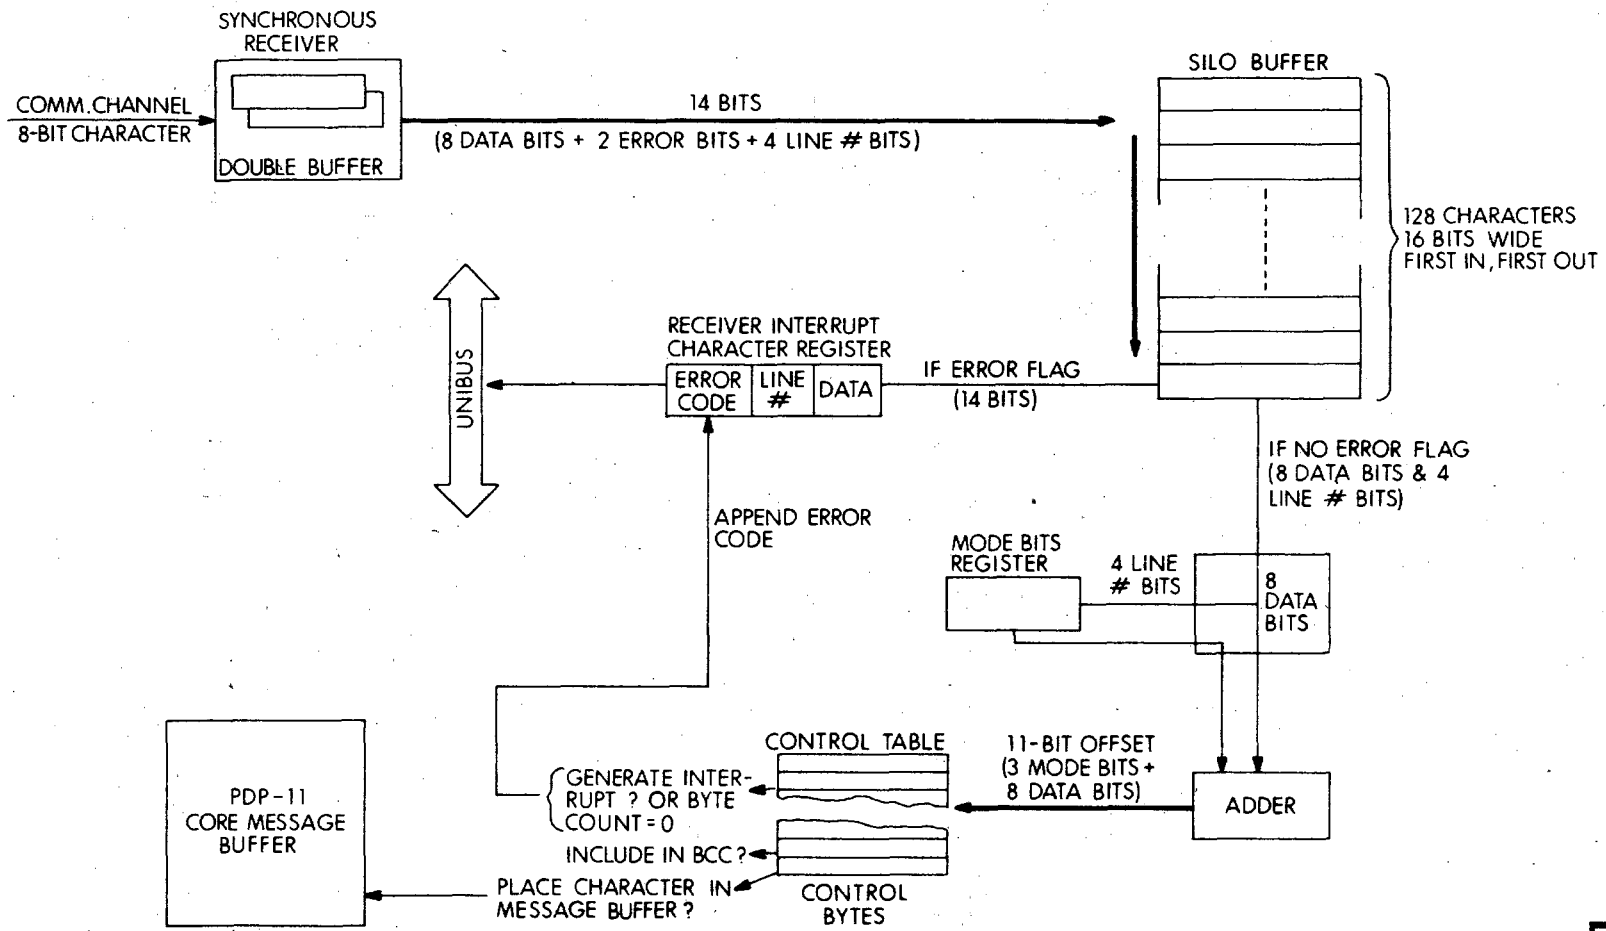 SYNCHRONOUS
RECEIVER
COMM. CHANNEL
8-BIT CHARACTER
DOUBLE BUFFER
14 BITS
(8 DATA BITS + 2 ERROR BITS + 4 LINE # BITS)
SILO BUFFER
128 CHARACTERS
16 BITS WIDE
FIRST IN, FIRST OUT
UNIBUS
RECEIVER INTERRUPT
CHARACTER REGISTER
ERROR
CODE
LINE
#
DATA
IF ERROR FLAG
(14 BITS)
IF NO ERROR FLAG
(8 DATA BITS & 4
LINE # BITS)
APPEND ERROR
CODE
MODE BITS
REGISTER
4 LINE
# BITS
8
DATA
BITS
PDP-11
CORE MESSAGE
BUFFER
CONTROL TABLE
GENERATE INTER-
RUPT ? OR BYTE
COUNT = 0
INCLUDE IN BCC ?
PLACE CHARACTER IN
MESSAGE BUFFER ?
CONTROL
BYTES
11-BIT OFFSET
(3 MODE BITS +
8 DATA BITS)
ADDER